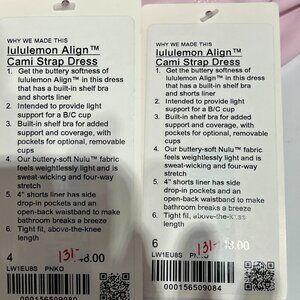 WHY WE MADE THIS
lululemon Align™
Cami Strap Dress
1. Get the buttery softness of
lululemon Align™ in this dress
that has a built-in shelf bra
and shorts liner
2. Intended to provide light
support for a B/C cup
3. Built-in shelf bra for added
support and coverage, with
pockets for optional, removable
cups
4. Our buttery-soft Nulu™ fabric
feels weightlessly light and is
sweat-wicking and four-way
stretch
5. 4" shorts liner has side
drop-in pockets and an
open-back waistband to make
bathroom breaks a breeze
6. Tight fit, above-the-knee
length
4
131-
8.00
LW1EU8S PNKO
000156509080
WHY WE MADE THIS
lululemon Align™
Cami Strap Dress
1. Get the buttery softness of
lululemon Align™ in this dress
that has a built-in shelf bra
and shorts liner
2. Intended to provide light
support for a B/C cup
3. Built-in shelf bra for added
support and coverage, with
pockets for optional, removable
cups
4. Our buttery-soft Nulu™ fabric
feels weightlessly light and is
sweat-wicking and four-way
stretch
5. 4" shorts liner has side
drop-in pockets and an
open-back waistband to make
bathroom breaks a breeze
6. Tight fit, above-the-knee
length
6
131-
8.00
LW1EU8S PNKO
000156509084